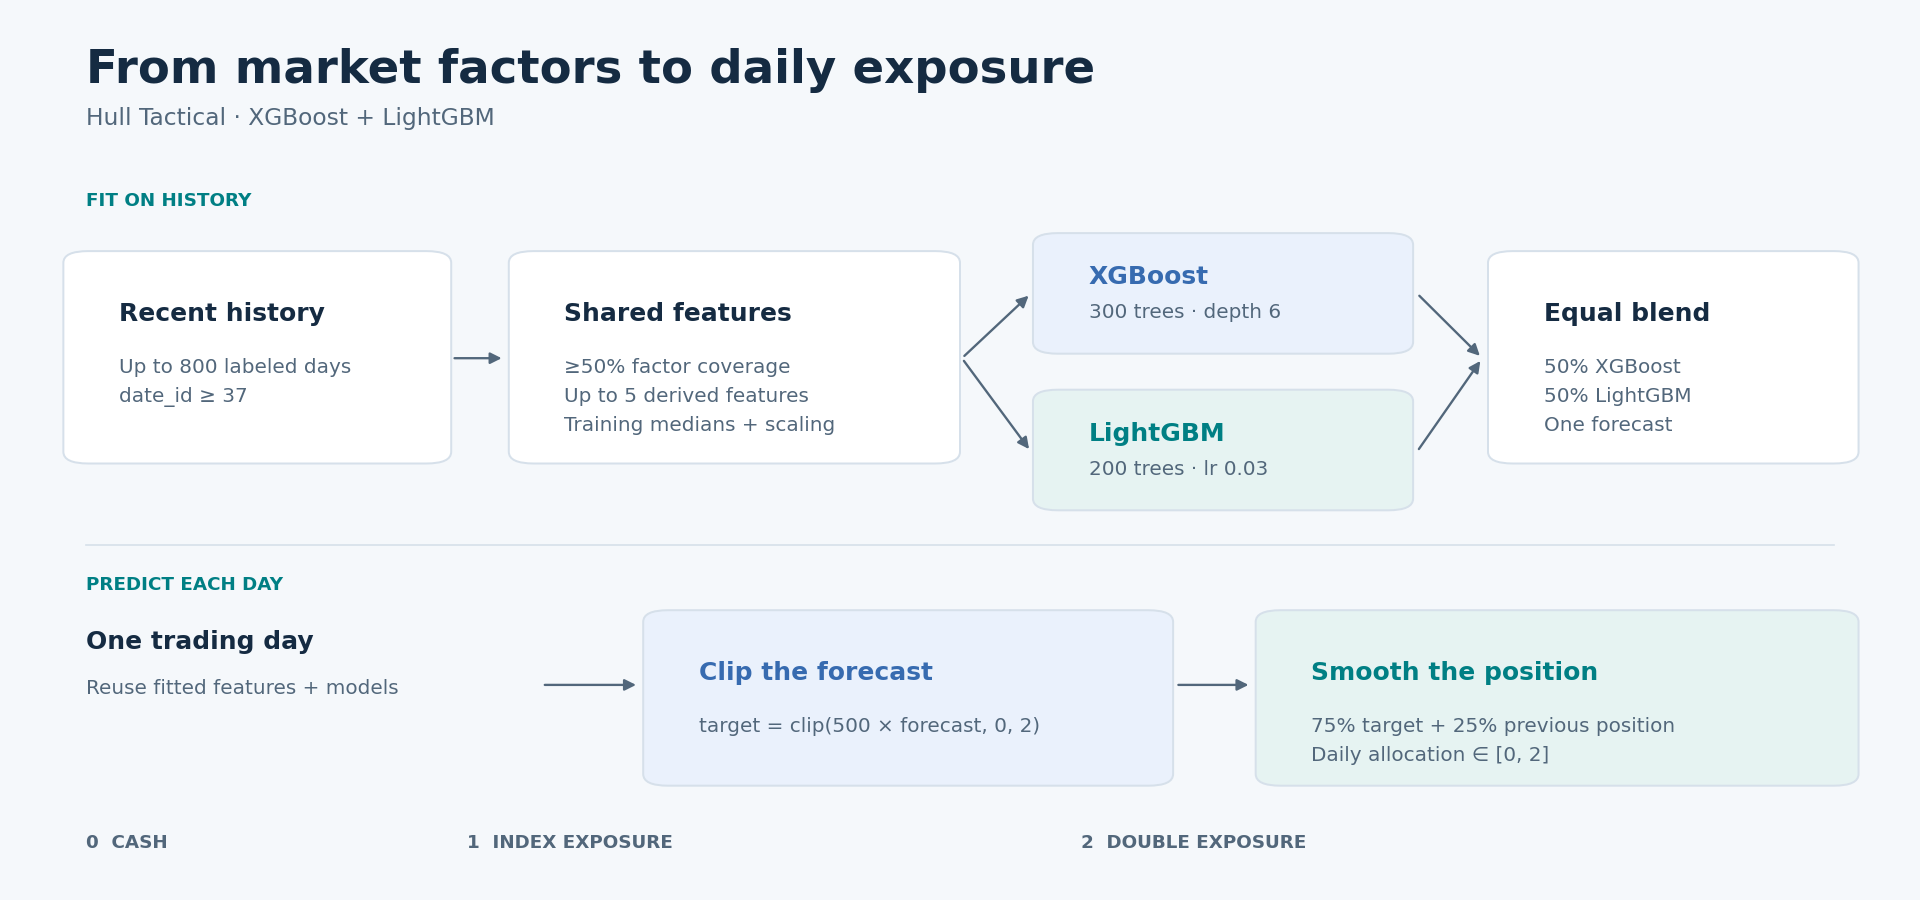 From market factors to daily exposure
Hull Tactical · XGBoost + LightGBM
FIT ON HISTORY
Recent history
Up to 800 labeled days
date_id ≥ 37
Shared features
≥50% factor coverage
Up to 5 derived features
Training medians + scaling
XGBoost
300 trees · depth 6
LightGBM
200 trees · lr 0.03
Equal blend
50% XGBoost
50% LightGBM
One forecast
PREDICT EACH DAY
One trading day
Reuse fitted features + models
Clip the forecast
target = clip(500 × forecast, 0, 2)
Smooth the position
75% target + 25% previous position
Daily allocation ∈ [0, 2]
0 CASH
1 INDEX EXPOSURE
2 DOUBLE EXPOSURE